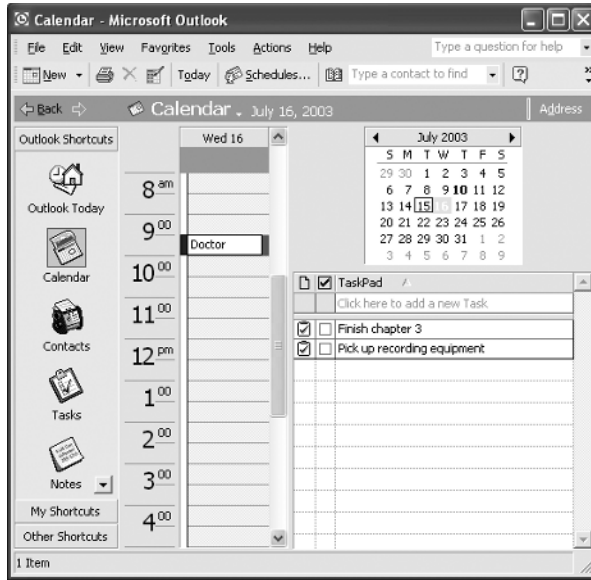 Calendar - Microsoft Outlook
File Edit View Favorites Tools Actions Help Type a question for help
New Today Schedules... Type a contact to find
Back Calendar July 16, 2003 Address
Outlook Shortcuts
Outlook Today
Calendar
Contacts
Tasks
Notes
My Shortcuts
Other Shortcuts
Wed 16
8 am
9 00
Doctor
10 00
11 00
12 pm
1 00
2 00
3 00
4 00
July 2003
S M T W T F S
29 30 1 2 3 4 5
6 7 8 9 10 11 12
13 14 15 16 17 18 19
20 21 22 23 24 25 26
27 28 29 30 31 1 2
3 4 5 6 7 8 9
TaskPad
Click here to add a new Task
Finish chapter 3
Pick up recording equipment
1 Item